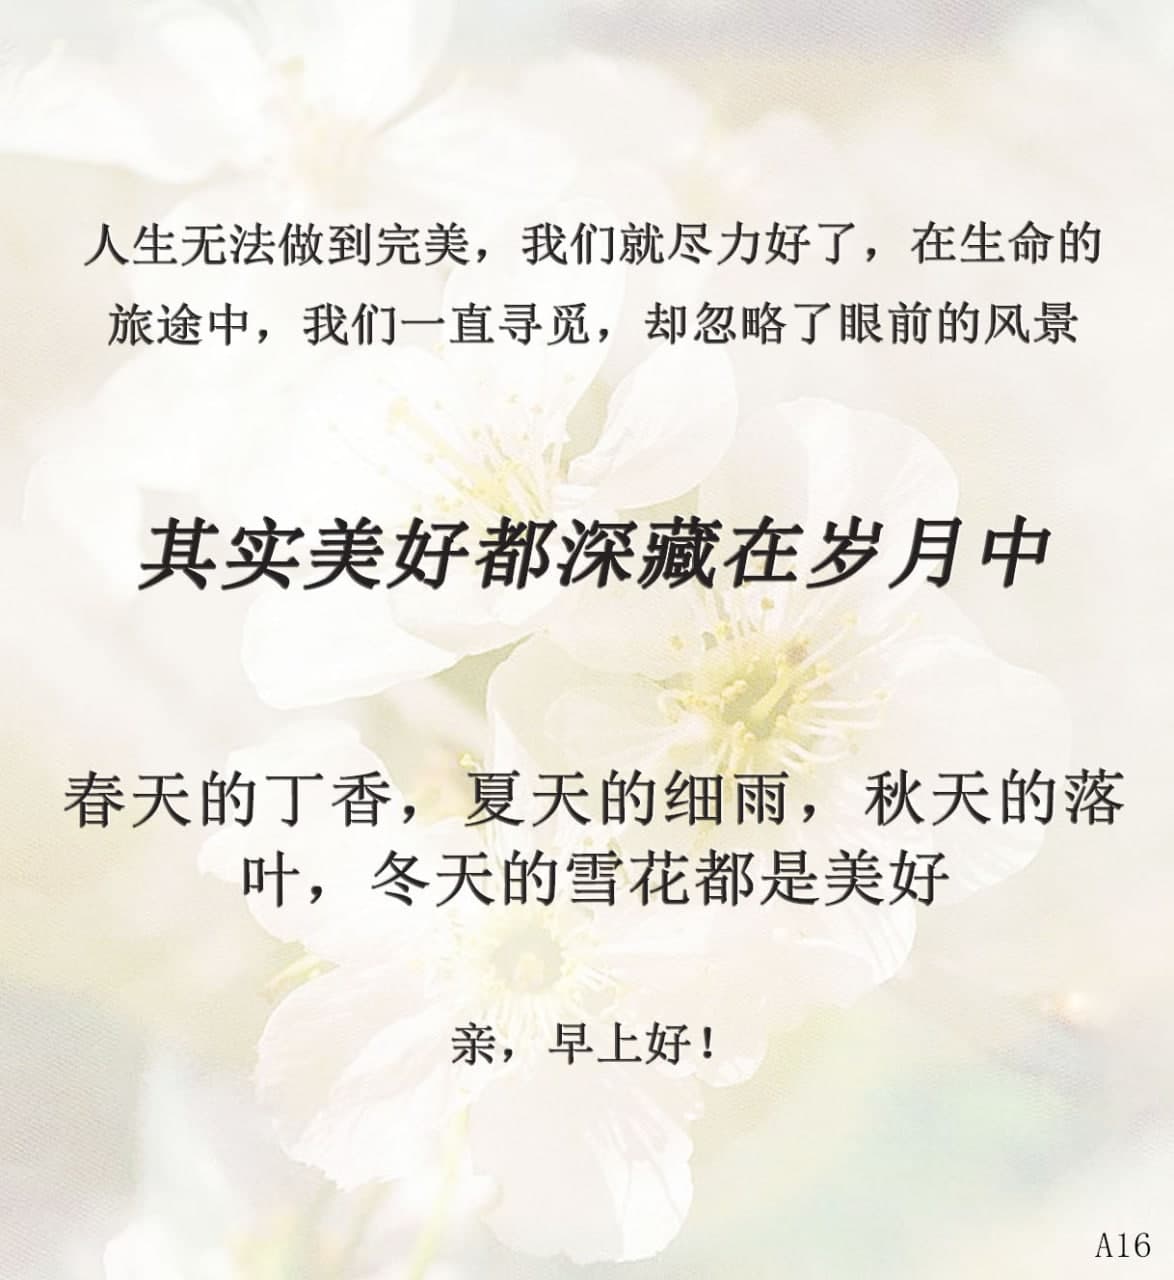 人生无法做到完美，我们就尽力好了，在生命的
旅途中，我们一直寻觅，却忽略了眼前的风景
其实美好都深藏在岁月中
春天的丁香，夏天的细雨，秋天的落
叶，冬天的雪花都是美好
亲，早上好！
A16